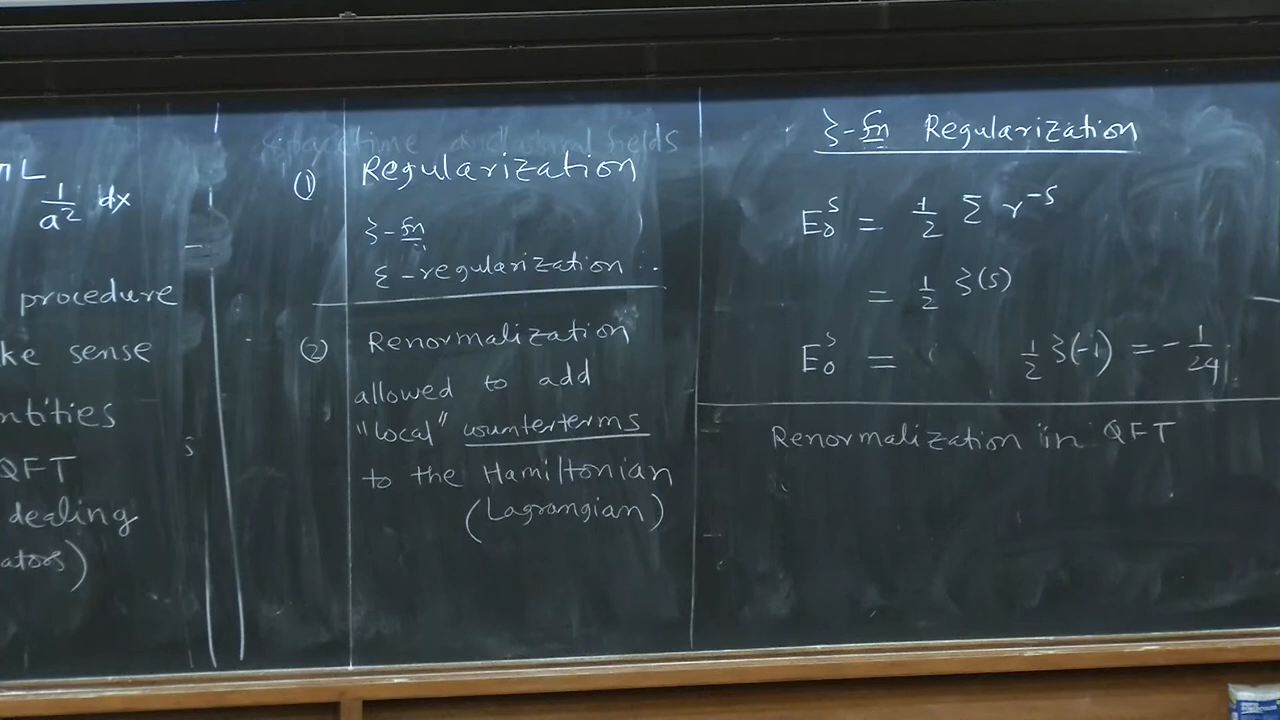 πL
1/a² dx
procedure
ke sense
ntities
QFT
dealing
ators)
spacetime and fields
(1) Regularization
ζ-fn
ε-regularization ..
(2) Renormalization
allowed to add
"local" counterterms
to the Hamiltonian
(Lagrangian)
s
ζ-fn Regularization
E₀ˢ = 1/2 Σ r⁻ˢ
= 1/2 ζ(s)
E₀ˢ = 1/2 ζ(-1) = -1/24
Renormalization in QFT